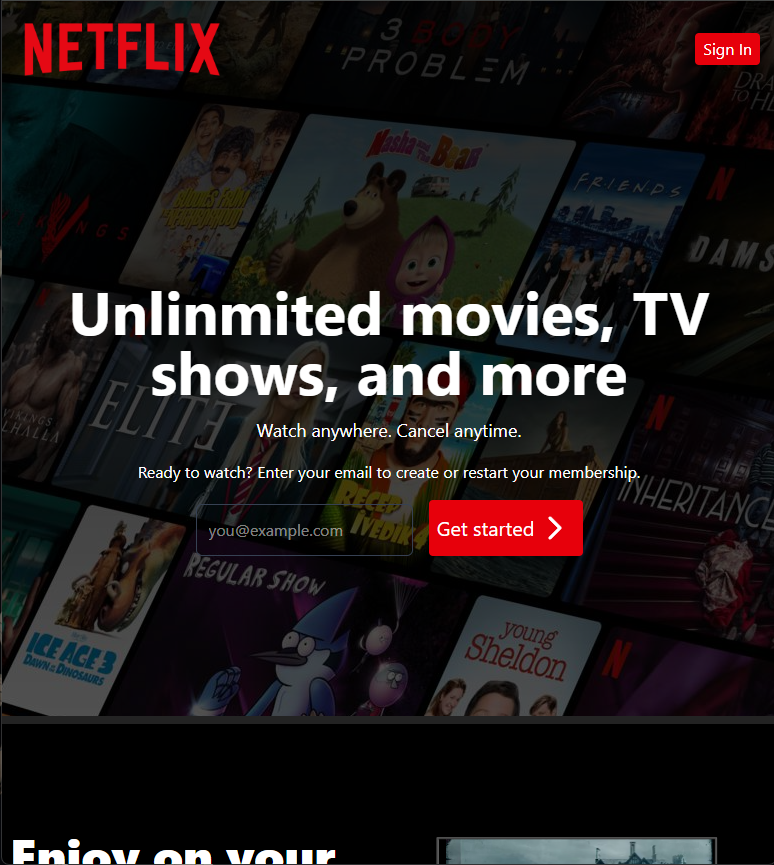 NETFLIX
3 BODY
PROBLEM
Sign In
Masha and The Bear
FRIENDS
N
DAMS
VIKINGS
Unlinmited movies, TV
shows, and more
Watch anywhere. Cancel anytime.
Ready to watch? Enter your email to create or restart your membership.
you@example.com
Get started
ELITE
VIKINGS
VALHALLA
N
INHERITANCE
RECEP
İVEDİK
REGULAR SHOW
ICE AGE 3
DAWN OF THE DINOSAURS
young
Sheldon
N
Enjoy on your